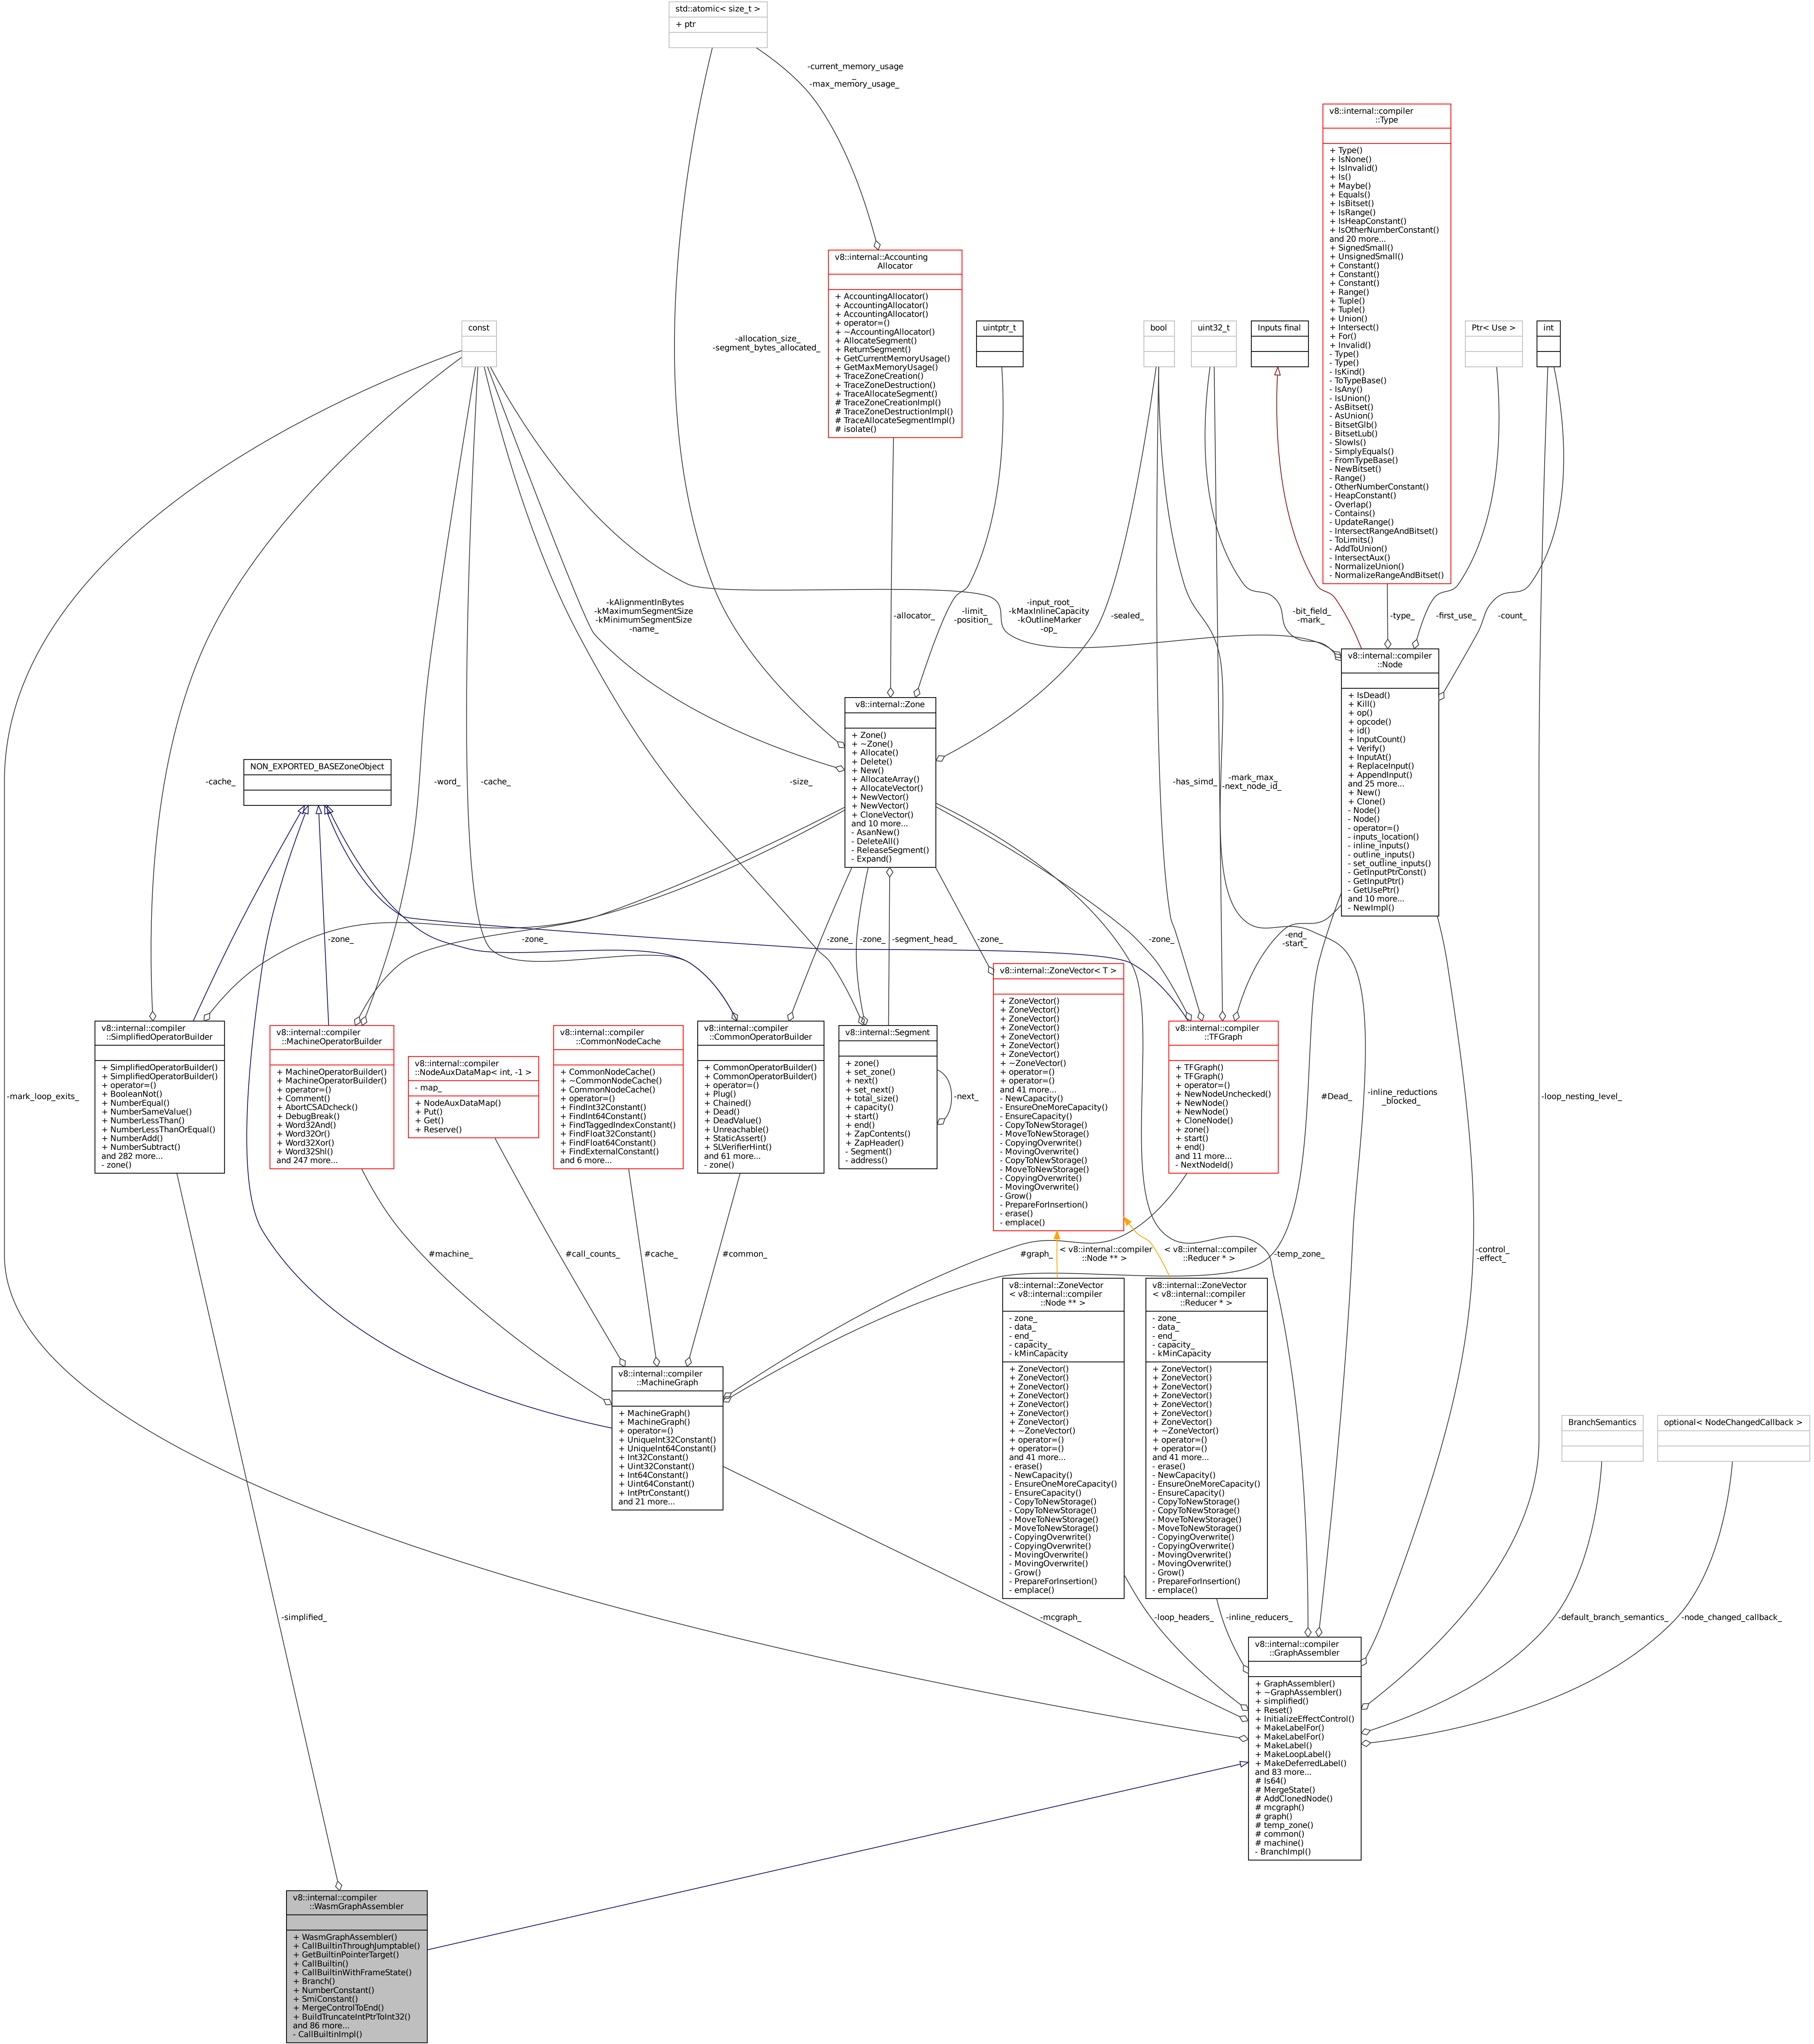 std::atomic< size_t >
+ ptr
-current_memory_usage
_
-max_memory_usage_
v8::internal::compiler
::Type
+ Type()
+ IsNone()
+ IsInvalid()
+ Is()
+ Maybe()
+ Equals()
+ IsBitset()
+ IsRange()
+ IsHeapConstant()
+ IsOtherNumberConstant()
and 20 more...
+ SignedSmall()
+ UnsignedSmall()
+ Constant()
+ Constant()
+ Constant()
+ Range()
+ Tuple()
+ Tuple()
+ Union()
+ Intersect()
+ For()
+ Invalid()
- Type()
- Type()
- IsKind()
- ToTypeBase()
- IsAny()
- IsUnion()
- AsBitset()
- AsUnion()
- BitsetGlb()
- BitsetLub()
- SlowIs()
- SimplyEquals()
- FromTypeBase()
- NewBitset()
- Range()
- OtherNumberConstant()
- HeapConstant()
- Overlap()
- Contains()
- UpdateRange()
- IntersectRangeAndBitset()
- ToLimits()
- AddToUnion()
- IntersectAux()
- NormalizeUnion()
- NormalizeRangeAndBitset()
v8::internal::Accounting
Allocator
+ AccountingAllocator()
+ AccountingAllocator()
+ AccountingAllocator()
+ operator=()
+ ~AccountingAllocator()
+ AllocateSegment()
+ ReturnSegment()
+ GetCurrentMemoryUsage()
+ GetMaxMemoryUsage()
+ TraceZoneCreation()
+ TraceZoneDestruction()
+ TraceAllocateSegment()
# TraceZoneCreationImpl()
# TraceZoneDestructionImpl()
# TraceAllocateSegmentImpl()
# isolate()
const
uintptr_t
bool
uint32_t
Inputs final
Ptr< Use >
int
-allocation_size_
-segment_bytes_allocated_
-kAlignmentInBytes
-kMaximumSegmentSize
-kMinimumSegmentSize
-name_
-allocator_
-limit_
-position_
-input_root_
-kMaxInlineCapacity
-kOutlineMarker
-op_
-sealed_
-bit_field_
-mark_
-type_
-first_use_
-count_
v8::internal::compiler
::Node
+ IsDead()
+ Kill()
+ op()
+ opcode()
+ id()
+ InputCount()
+ Verify()
+ InputAt()
+ ReplaceInput()
+ AppendInput()
and 25 more...
+ New()
+ Clone()
- Node()
- Node()
- operator=()
- inputs_location()
- inline_inputs()
- outline_inputs()
- set_outline_inputs()
- GetInputPtrConst()
- GetInputPtr()
- GetUsePtr()
and 10 more...
- NewImpl()
v8::internal::Zone
+ Zone()
+ ~Zone()
+ Allocate()
+ Delete()
+ New()
+ AllocateArray()
+ AllocateVector()
+ NewVector()
+ NewVector()
+ CloneVector()
and 10 more...
- AsanNew()
- DeleteAll()
- ReleaseSegment()
- Expand()
NON_EXPORTED_BASEZoneObject
-cache_
-word_
-cache_
-size_
-has_simd_
-mark_max_
-next_node_id_
-zone_
-zone_
-zone_
-zone_
-segment_head_
-zone_
-zone_
-end_
-start_
v8::internal::compiler
::SimplifiedOperatorBuilder
+ SimplifiedOperatorBuilder()
+ SimplifiedOperatorBuilder()
+ operator=()
+ BooleanNot()
+ NumberEqual()
+ NumberSameValue()
+ NumberLessThan()
+ NumberLessThanOrEqual()
+ NumberAdd()
+ NumberSubtract()
and 282 more...
- zone()
v8::internal::compiler
::MachineOperatorBuilder
+ MachineOperatorBuilder()
+ MachineOperatorBuilder()
+ operator=()
+ Comment()
+ AbortCSADcheck()
+ DebugBreak()
+ Word32And()
+ Word32Or()
+ Word32Xor()
+ Word32Shl()
and 247 more...
v8::internal::compiler
::NodeAuxDataMap< int, -1 >
- map_
+ NodeAuxDataMap()
+ Put()
+ Get()
+ Reserve()
v8::internal::compiler
::CommonNodeCache
+ CommonNodeCache()
+ ~CommonNodeCache()
+ CommonNodeCache()
+ operator=()
+ FindInt32Constant()
+ FindInt64Constant()
+ FindTaggedIndexConstant()
+ FindFloat32Constant()
+ FindFloat64Constant()
+ FindExternalConstant()
and 6 more...
v8::internal::compiler
::CommonOperatorBuilder
+ CommonOperatorBuilder()
+ CommonOperatorBuilder()
+ operator=()
+ Plug()
+ Chained()
+ Dead()
+ DeadValue()
+ Unreachable()
+ StaticAssert()
+ SLVerifierHint()
and 61 more...
- zone()
v8::internal::Segment
+ zone()
+ set_zone()
+ next()
+ set_next()
+ total_size()
+ capacity()
+ start()
+ end()
+ ZapContents()
+ ZapHeader()
- Segment()
- address()
-next_
v8::internal::ZoneVector< T >
+ ZoneVector()
+ ZoneVector()
+ ZoneVector()
+ ZoneVector()
+ ZoneVector()
+ ZoneVector()
+ ZoneVector()
+ ~ZoneVector()
+ operator=()
+ operator=()
and 41 more...
- NewCapacity()
- EnsureOneMoreCapacity()
- EnsureCapacity()
- CopyToNewStorage()
- MoveToNewStorage()
- CopyingOverwrite()
- MovingOverwrite()
- CopyToNewStorage()
- MoveToNewStorage()
- CopyingOverwrite()
- MovingOverwrite()
- Grow()
- PrepareForInsertion()
- erase()
- emplace()
v8::internal::compiler
::TFGraph
+ TFGraph()
+ TFGraph()
+ operator=()
+ NewNodeUnchecked()
+ NewNode()
+ NewNode()
+ CloneNode()
+ zone()
+ start()
+ end()
and 11 more...
- NextNodeId()
-mark_loop_exits_
#Dead_
-inline_reductions
_blocked_
-loop_nesting_level_
#machine_
#call_counts_
#cache_
#common_
#graph_
< v8::internal::compiler
::Node ** >
< v8::internal::compiler
::Reducer * >
-temp_zone_
-control_
-effect_
v8::internal::compiler
::MachineGraph
+ MachineGraph()
+ MachineGraph()
+ operator=()
+ UniqueInt32Constant()
+ UniqueInt64Constant()
+ Int32Constant()
+ Uint32Constant()
+ Int64Constant()
+ Uint64Constant()
+ IntPtrConstant()
and 21 more...
v8::internal::ZoneVector
< v8::internal::compiler
::Node ** >
- zone_
- data_
- end_
- capacity_
- kMinCapacity
+ ZoneVector()
+ ZoneVector()
+ ZoneVector()
+ ZoneVector()
+ ZoneVector()
+ ZoneVector()
+ ZoneVector()
+ ~ZoneVector()
+ operator=()
+ operator=()
and 41 more...
- erase()
- NewCapacity()
- EnsureOneMoreCapacity()
- EnsureCapacity()
- CopyToNewStorage()
- CopyToNewStorage()
- MoveToNewStorage()
- MoveToNewStorage()
- CopyingOverwrite()
- CopyingOverwrite()
- MovingOverwrite()
- MovingOverwrite()
- Grow()
- PrepareForInsertion()
- emplace()
v8::internal::ZoneVector
< v8::internal::compiler
::Reducer * >
- zone_
- data_
- end_
- capacity_
- kMinCapacity
+ ZoneVector()
+ ZoneVector()
+ ZoneVector()
+ ZoneVector()
+ ZoneVector()
+ ZoneVector()
+ ZoneVector()
+ ~ZoneVector()
+ operator=()
+ operator=()
and 41 more...
- erase()
- NewCapacity()
- EnsureOneMoreCapacity()
- EnsureCapacity()
- CopyToNewStorage()
- CopyToNewStorage()
- MoveToNewStorage()
- MoveToNewStorage()
- CopyingOverwrite()
- CopyingOverwrite()
- MovingOverwrite()
- MovingOverwrite()
- Grow()
- PrepareForInsertion()
- emplace()
BranchSemantics
optional< NodeChangedCallback >
-simplified_
-mcgraph_
-loop_headers_
-inline_reducers_
-default_branch_semantics_
-node_changed_callback_
v8::internal::compiler
::GraphAssembler
+ GraphAssembler()
+ ~GraphAssembler()
+ simplified()
+ Reset()
+ InitializeEffectControl()
+ MakeLabelFor()
+ MakeLabelFor()
+ MakeLabel()
+ MakeLoopLabel()
+ MakeDeferredLabel()
and 83 more...
# Is64()
# MergeState()
# AddClonedNode()
# mcgraph()
# graph()
# temp_zone()
# common()
# machine()
- BranchImpl()
v8::internal::compiler
::WasmGraphAssembler
+ WasmGraphAssembler()
+ CallBuiltinThroughJumptable()
+ GetBuiltinPointerTarget()
+ CallBuiltin()
+ CallBuiltinWithFrameState()
+ Branch()
+ NumberConstant()
+ SmiConstant()
+ MergeControlToEnd()
+ BuildTruncateIntPtrToInt32()
and 86 more...
- CallBuiltinImpl()